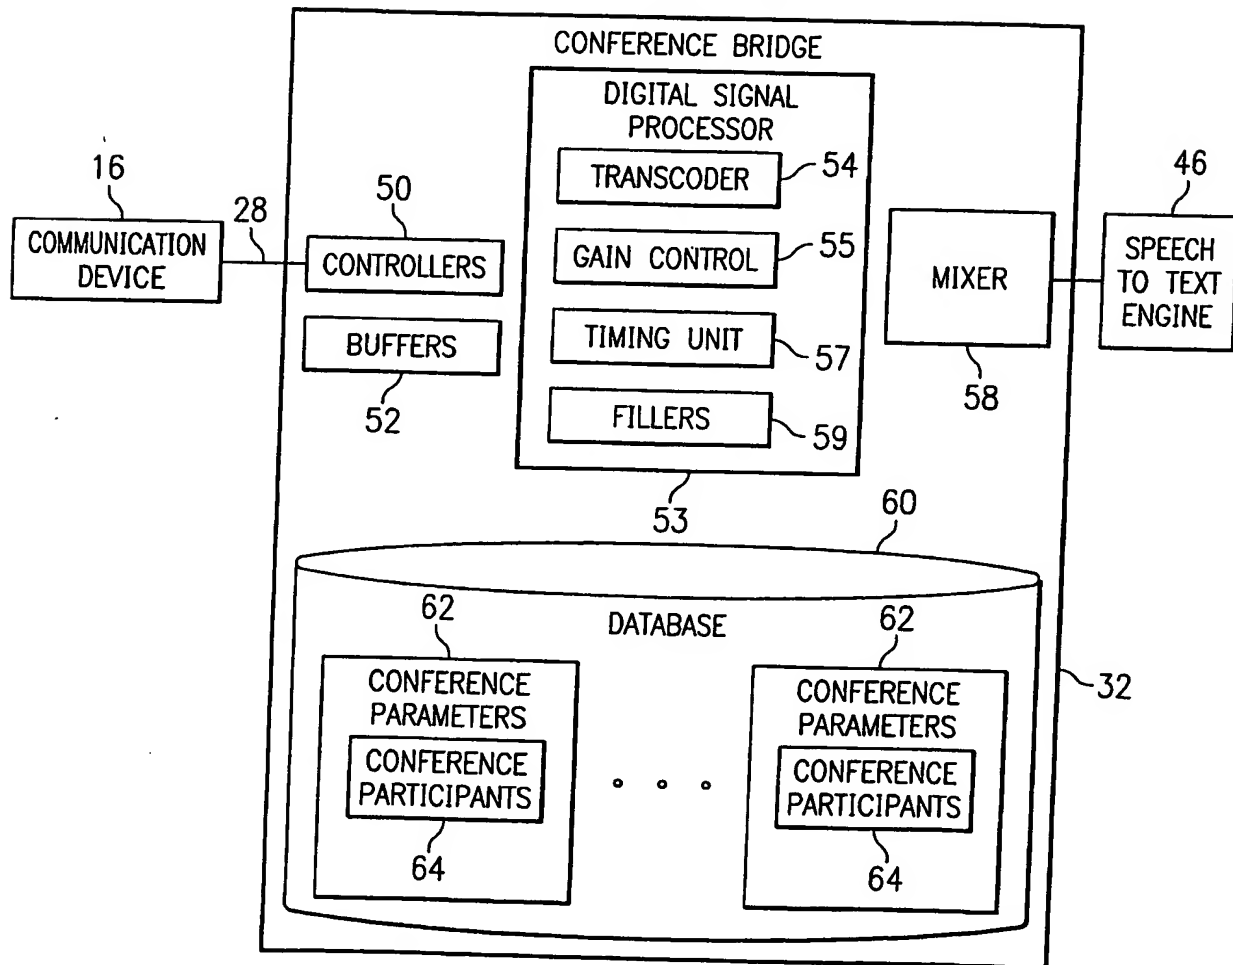 CONFERENCE BRIDGE
DIGITAL SIGNAL
PROCESSOR
TRANSCODER
54
GAIN CONTROL
55
TIMING UNIT
57
FILLERS
59
53
16
COMMUNICATION
DEVICE
28
50
CONTROLLERS
BUFFERS
52
MIXER
58
46
SPEECH
TO TEXT
ENGINE
60
DATABASE
62
CONFERENCE
PARAMETERS
CONFERENCE
PARTICIPANTS
64
62
CONFERENCE
PARAMETERS
CONFERENCE
PARTICIPANTS
64
32